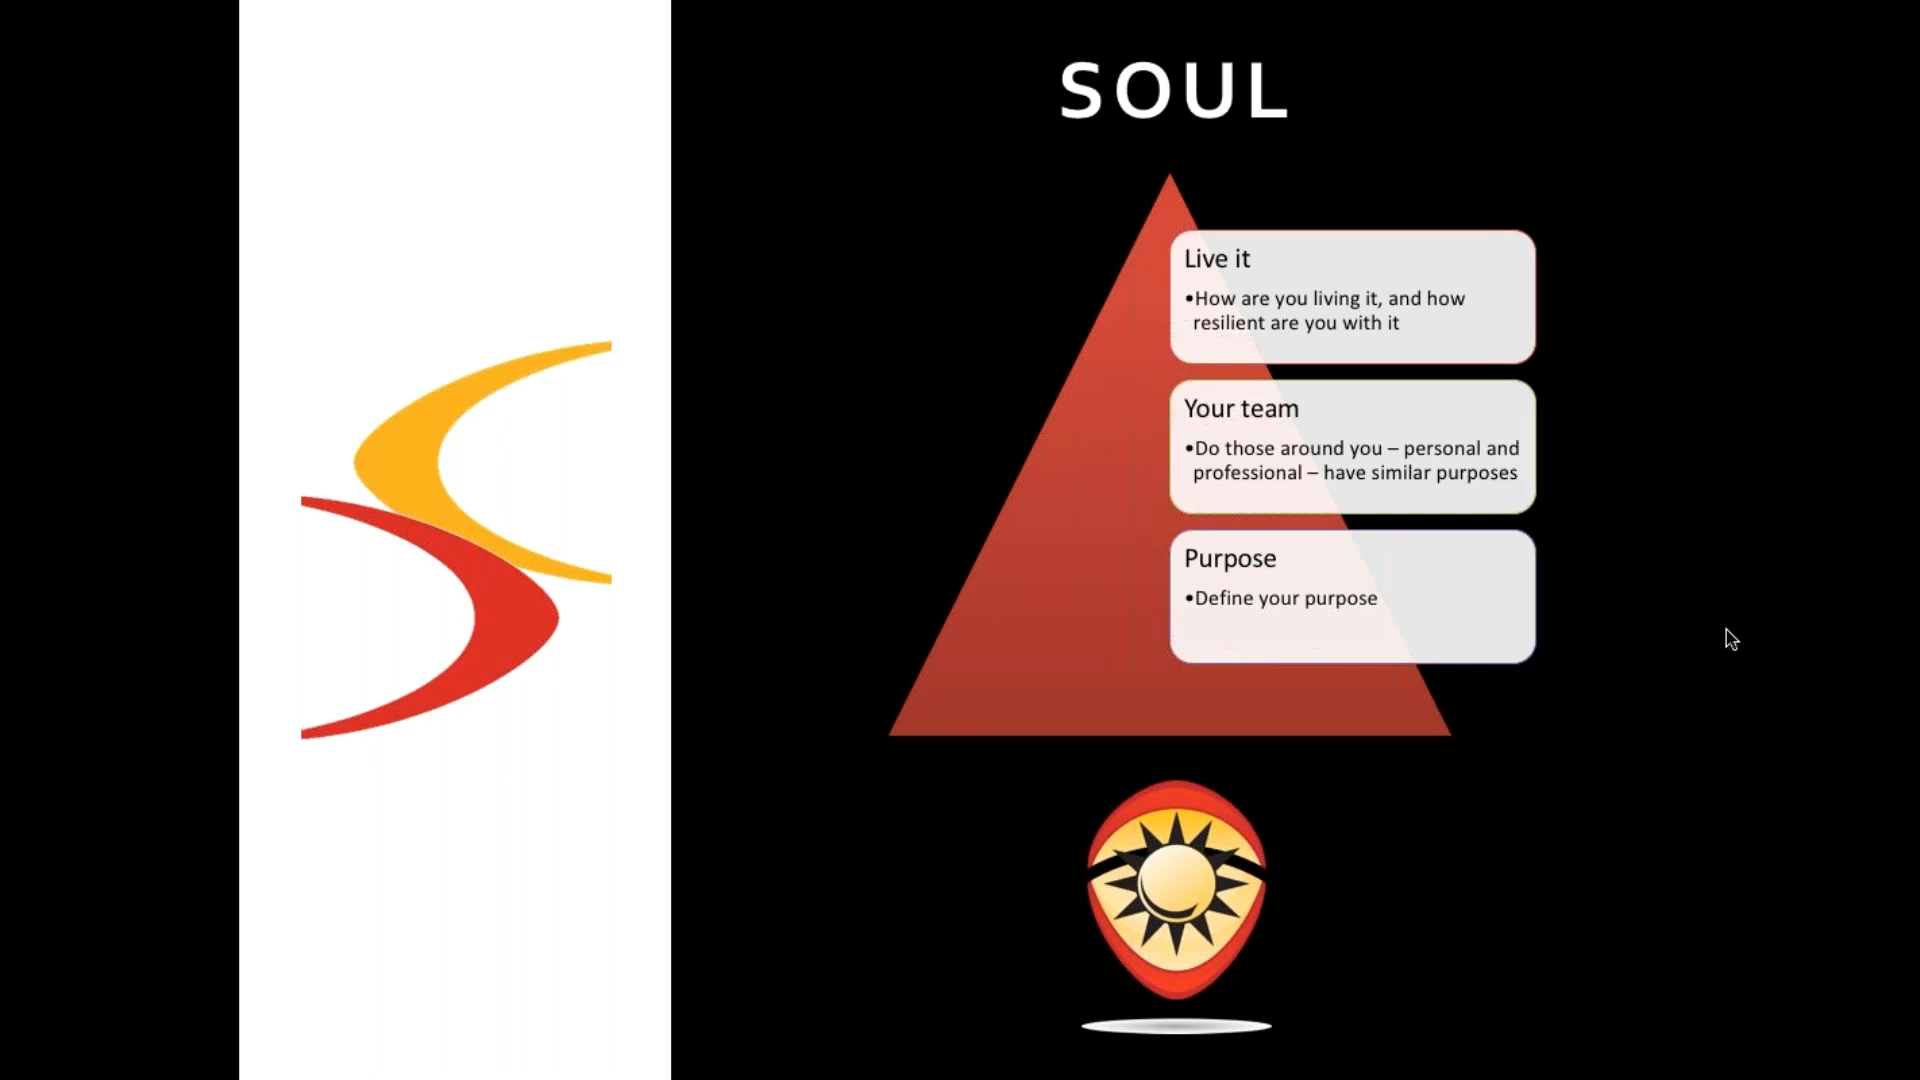 SOUL
Live it
•How are you living it, and how
resilient are you with it
Your team
•Do those around you – personal and
professional – have similar purposes
Purpose
•Define your purpose